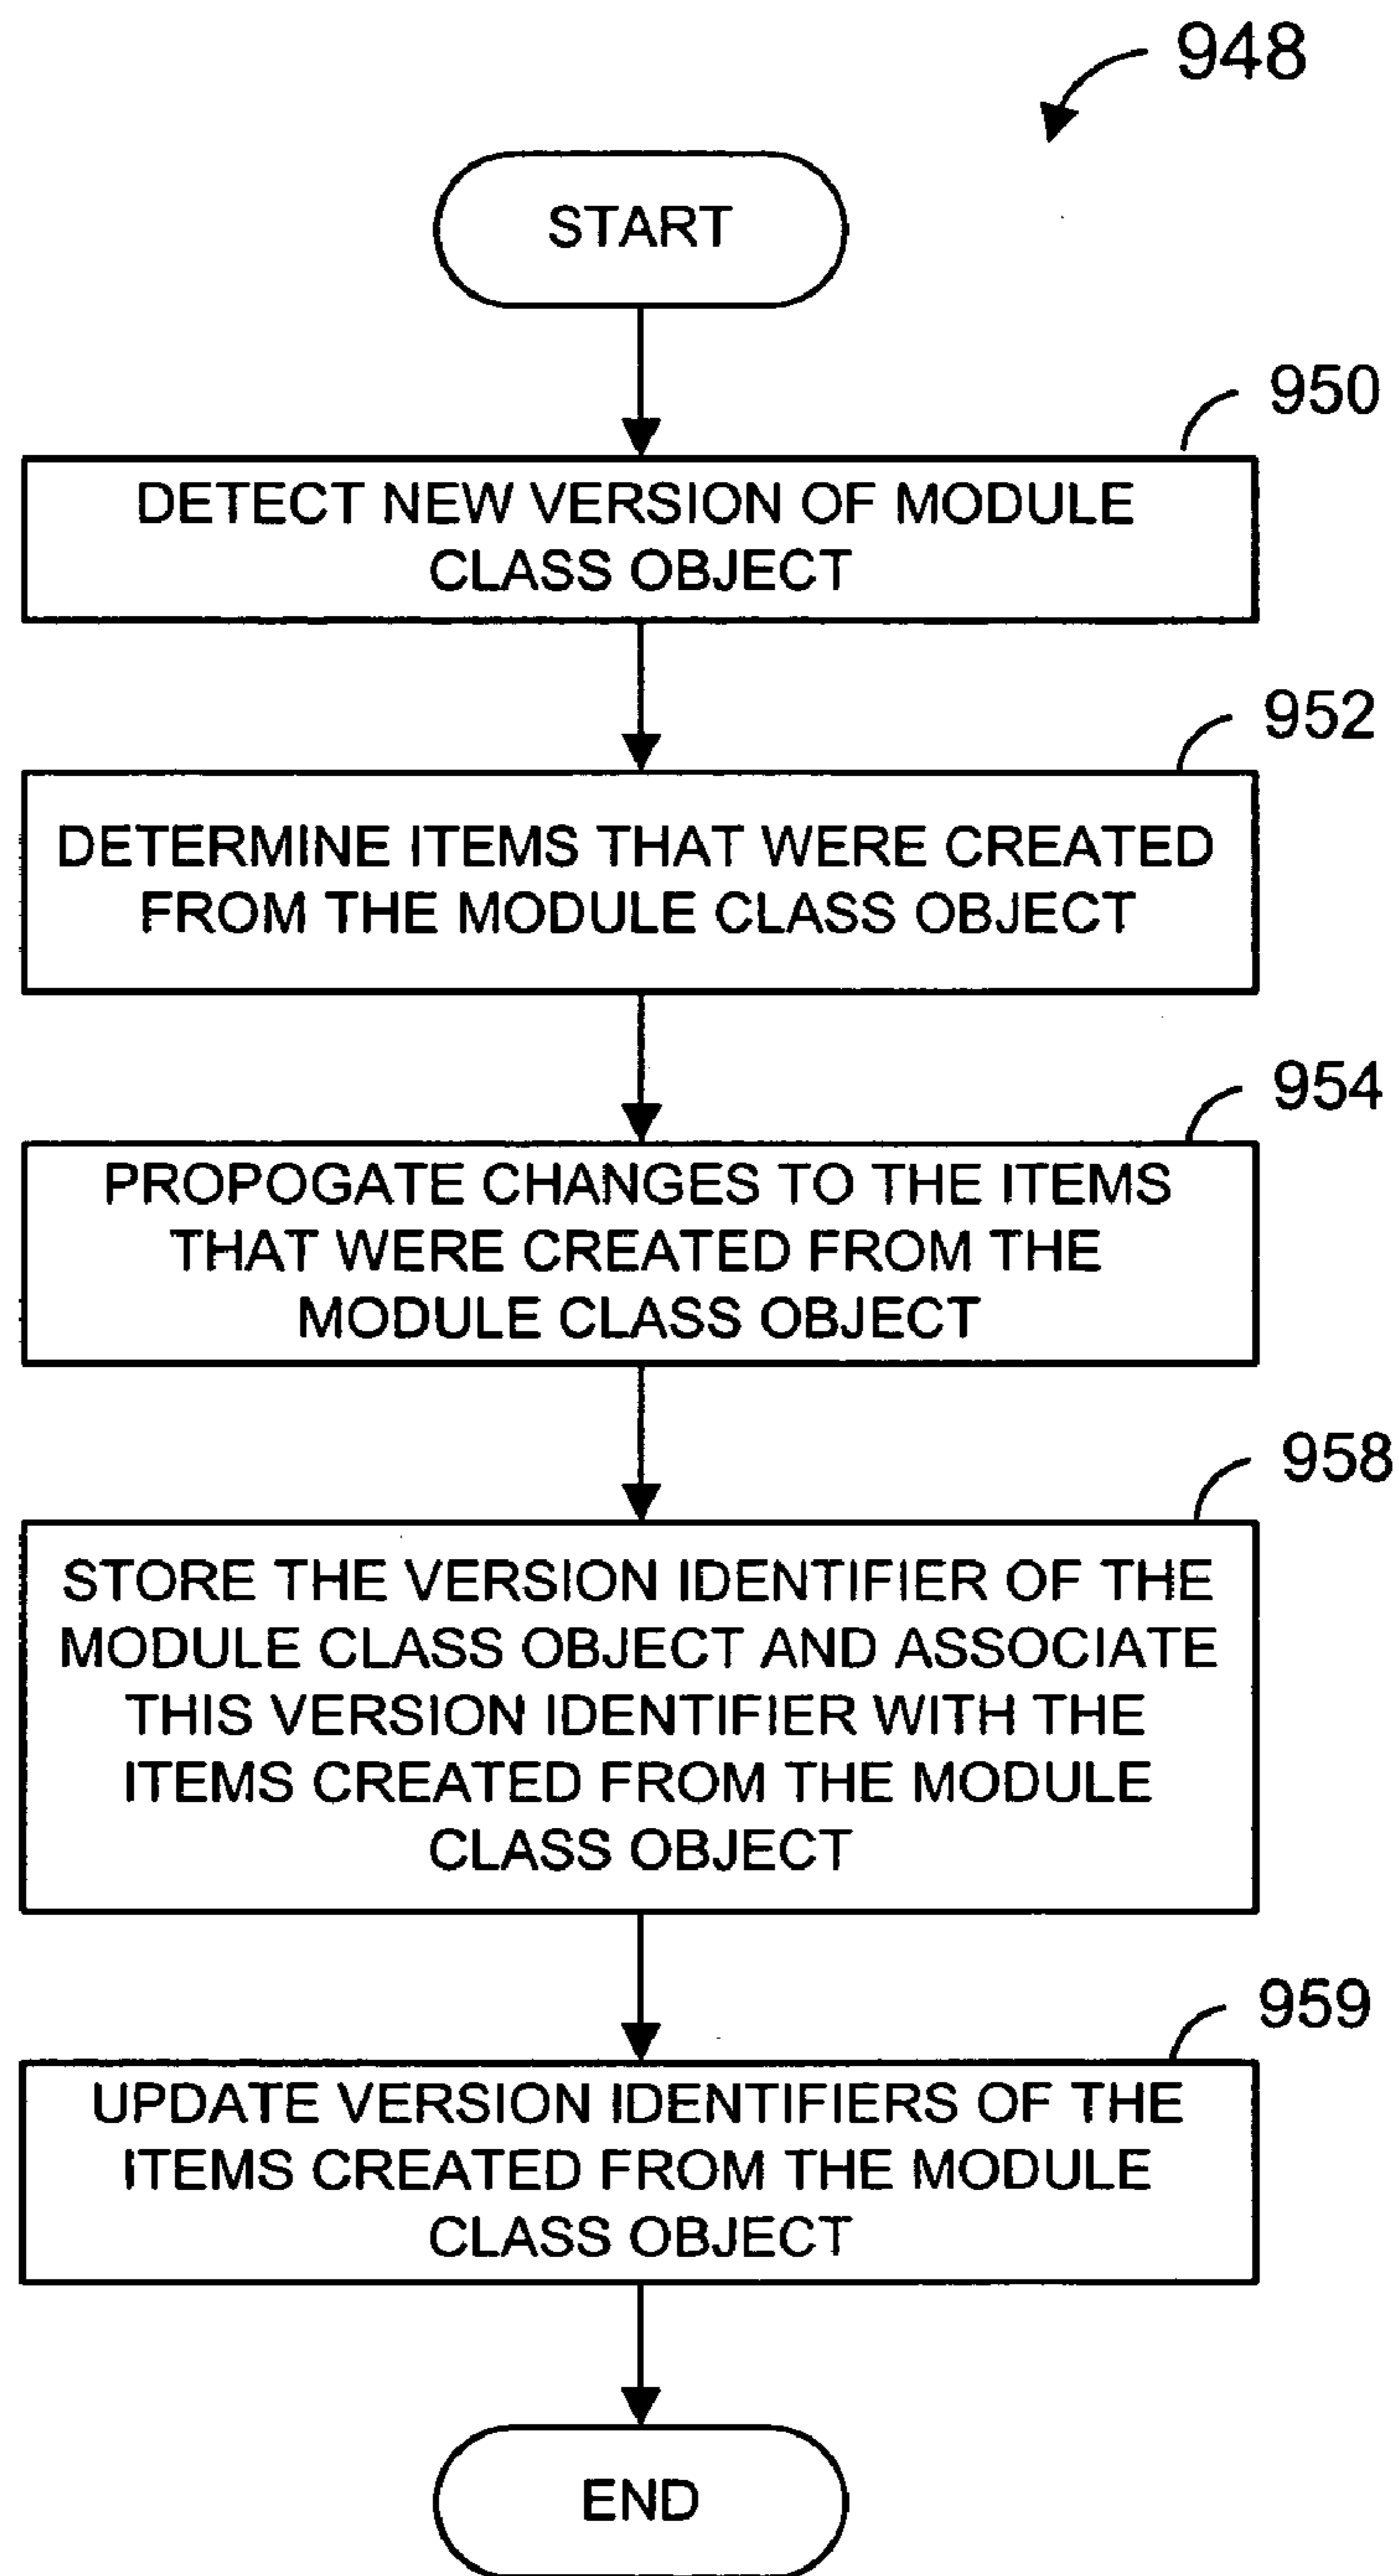 948
START
950
DETECT NEW VERSION OF MODULE
CLASS OBJECT
952
DETERMINE ITEMS THAT WERE CREATED
FROM THE MODULE CLASS OBJECT
954
PROPOGATE CHANGES TO THE ITEMS
THAT WERE CREATED FROM THE
MODULE CLASS OBJECT
958
STORE THE VERSION IDENTIFIER OF THE
MODULE CLASS OBJECT AND ASSOCIATE
THIS VERSION IDENTIFIER WITH THE
ITEMS CREATED FROM THE MODULE
CLASS OBJECT
959
UPDATE VERSION IDENTIFIERS OF THE
ITEMS CREATED FROM THE MODULE
CLASS OBJECT
END